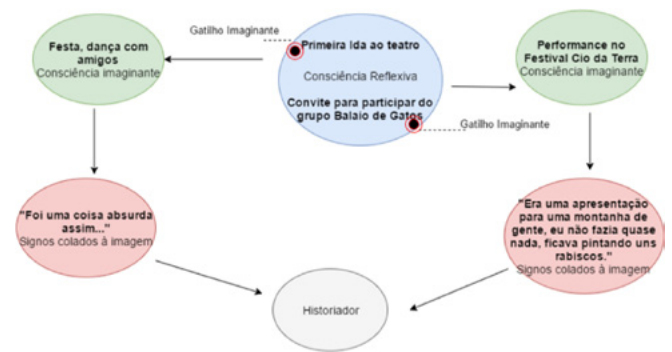 Gatilho Imaginante
Festa, dança com
amigos
Consciência imaginante
Primeira Ida ao teatro
Consciência Reflexiva
Convite para participar do
grupo Balaio de Gatos
Performance no
Festival Cio da Terra
Consciência imaginante
Gatilho Imaginante
"Foi uma coisa absurda
assim..."
Signos colados à imagem
"Era uma apresentação
para uma montanha de
gente, eu não fazia quase
nada, ficava pintando uns
rabiscos."
Signos colados à imagem
Historiador